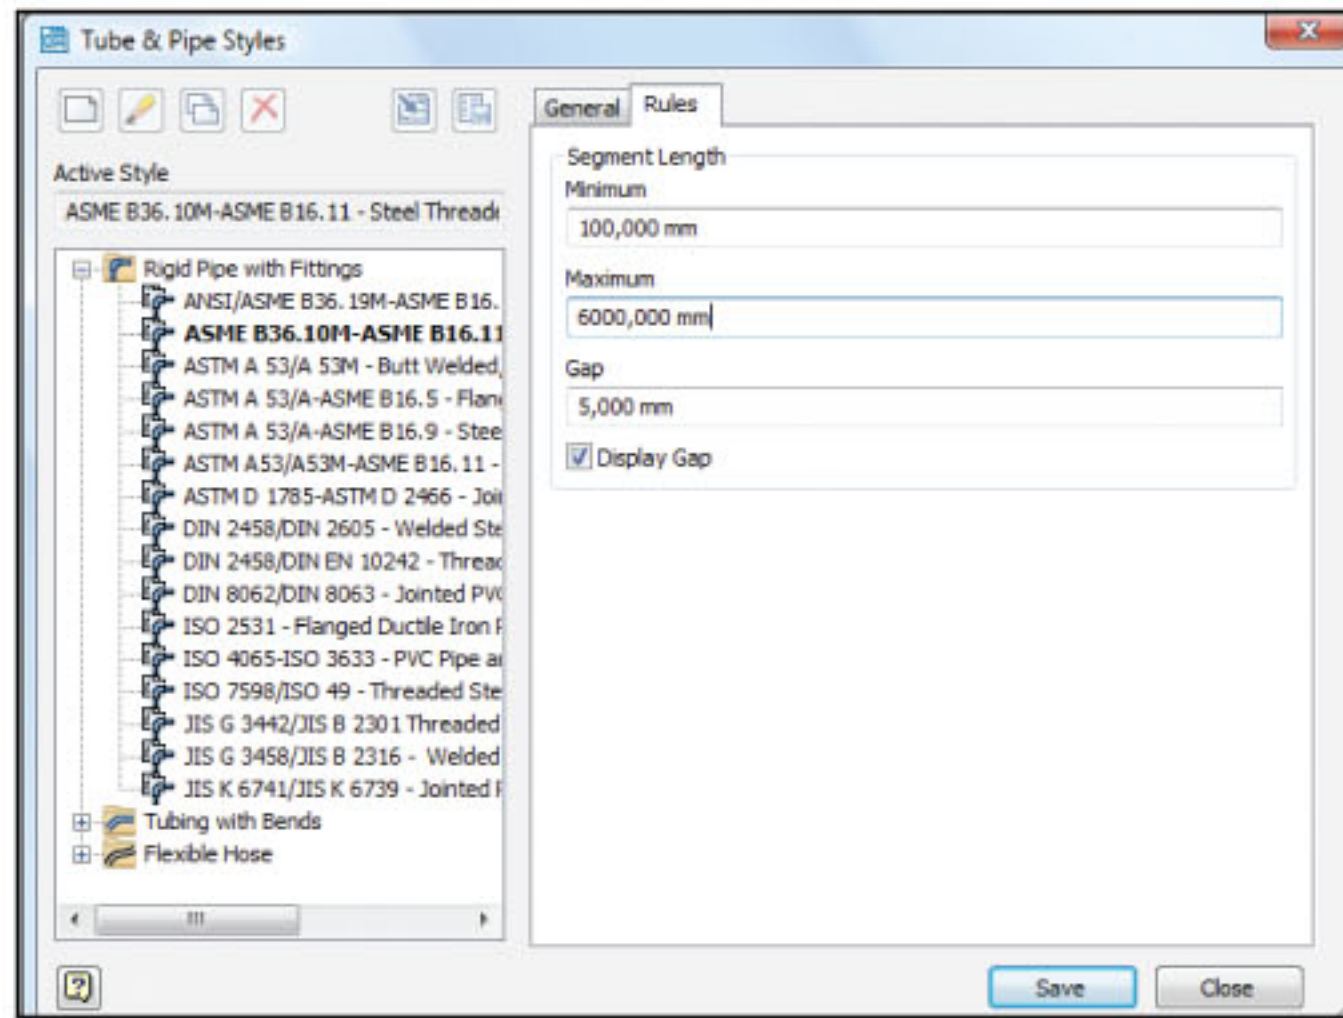 Tube & Pipe Styles
General
Rules
Active Style
ASME B36.10M-ASME B16.11 - Steel Threade
Rigid Pipe with Fittings
ANSI/ASME B36.19M-ASME B16.
ASME B36.10M-ASME B16.11
ASTM A 53/A 53M - Butt Welded,
ASTM A 53/A-ASME B16.5 - Flan
ASTM A 53/A-ASME B16.9 - Stee
ASTM A53/A53M-ASME B16.11 -
ASTM D 1785-ASTM D 2466 - Joi
DIN 2458/DIN 2605 - Welded Ste
DIN 2458/DIN EN 10242 - Threac
DIN 8062/DIN 8063 - Jointed PV
ISO 2531 - Flanged Ductile Iron
ISO 4065-ISO 3633 - PVC Pipe a
ISO 7598/ISO 49 - Threaded Ste
JIS G 3442/JIS B 2301 Threaded
JIS G 3458/JIS B 2316 - Welded
JIS K 6741/JIS K 6739 - Jointed
Tubing with Bends
Flexible Hose
Segment Length
Minimum
100,000 mm
Maximum
6000,000 mm
Gap
5,000 mm
Display Gap
Save
Close